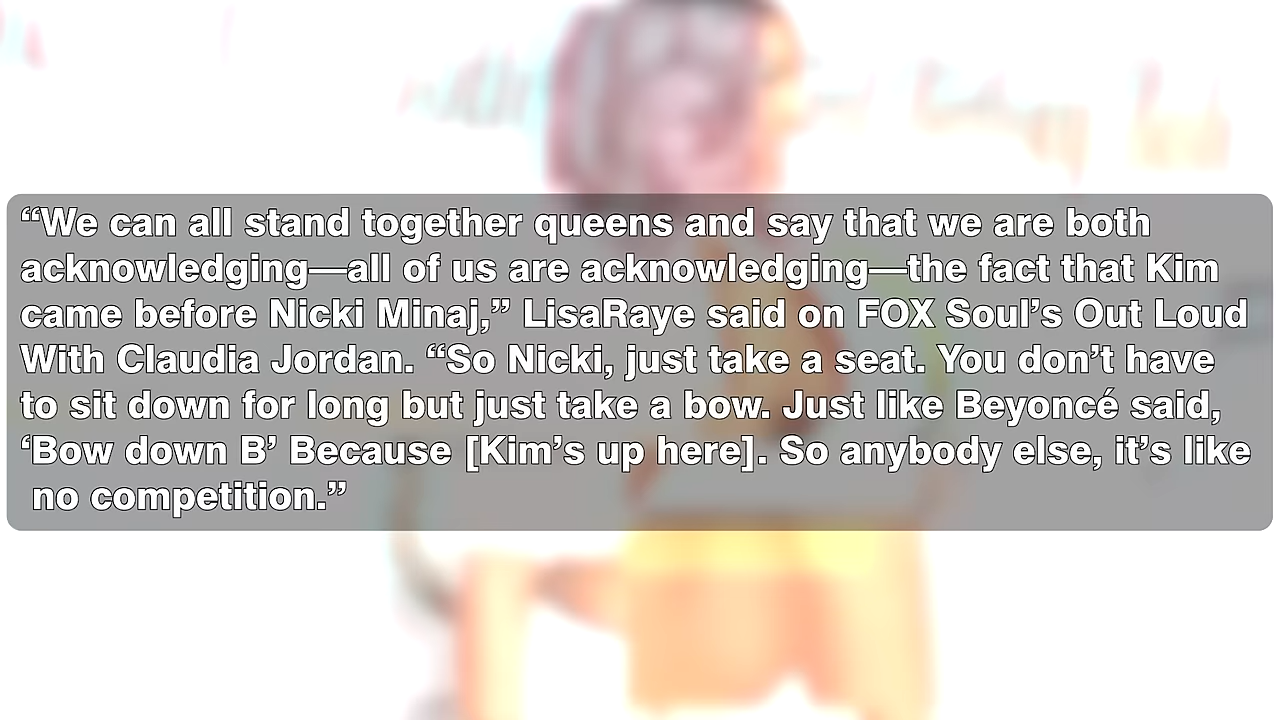 “We can all stand together queens and say that we are both
acknowledging—all of us are acknowledging—the fact that Kim
came before Nicki Minaj,” LisaRaye said on FOX Soul’s Out Loud
With Claudia Jordan. “So Nicki, just take a seat. You don’t have
to sit down for long but just take a bow. Just like Beyoncé said,
‘Bow down B’ Because [Kim’s up here]. So anybody else, it’s like
no competition.”